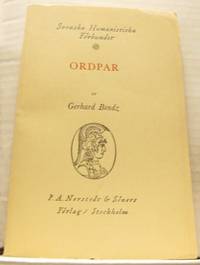 Svenska Humanistiska
Förbundet
ORDPAR
AV
Gerhard Bendz
P. A. Norstedt & Söners
Förlag / Stockholm